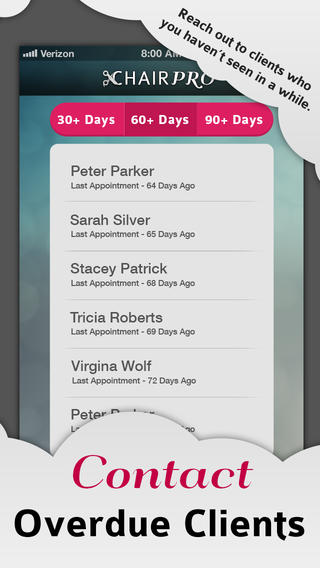 Reach out to clients who
you haven't seen in a while.
Verizon 8:00 AM
CHAIRPRO
30+ Days 60+ Days 90+ Days
Peter Parker
Last Appointment - 64 Days Ago
Sarah Silver
Last Appointment - 65 Days Ago
Stacey Patrick
Last Appointment - 68 Days Ago
Tricia Roberts
Last Appointment - 69 Days Ago
Virgina Wolf
Last Appointment - 72 Days Ago
Peter Parker
Contact
Overdue Clients